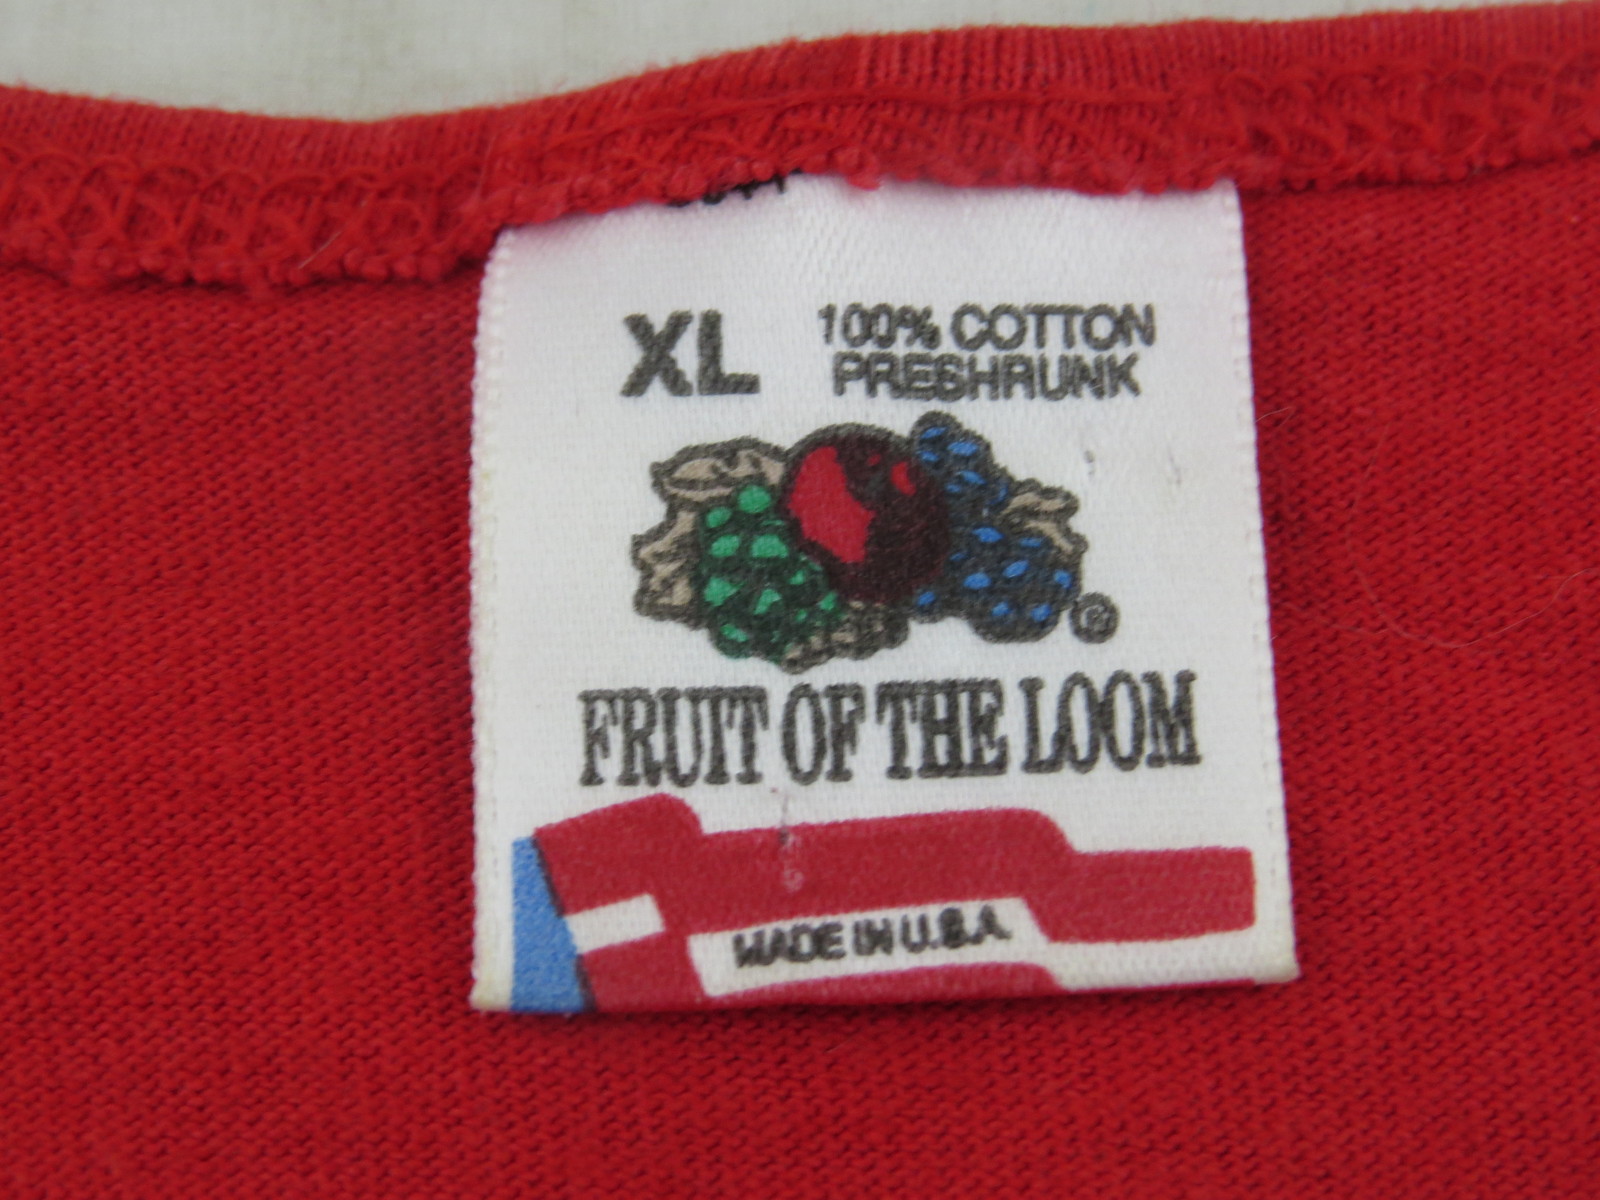 XL
100% COTTON
PRESHRUNK
®
FRUIT OF THE LOOM
MADE IN U.S.A.